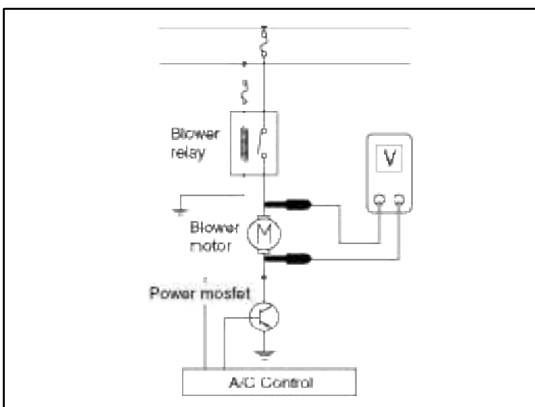 Blower
relay
V
Blower
motor
M
Power mosfet
A/C Control